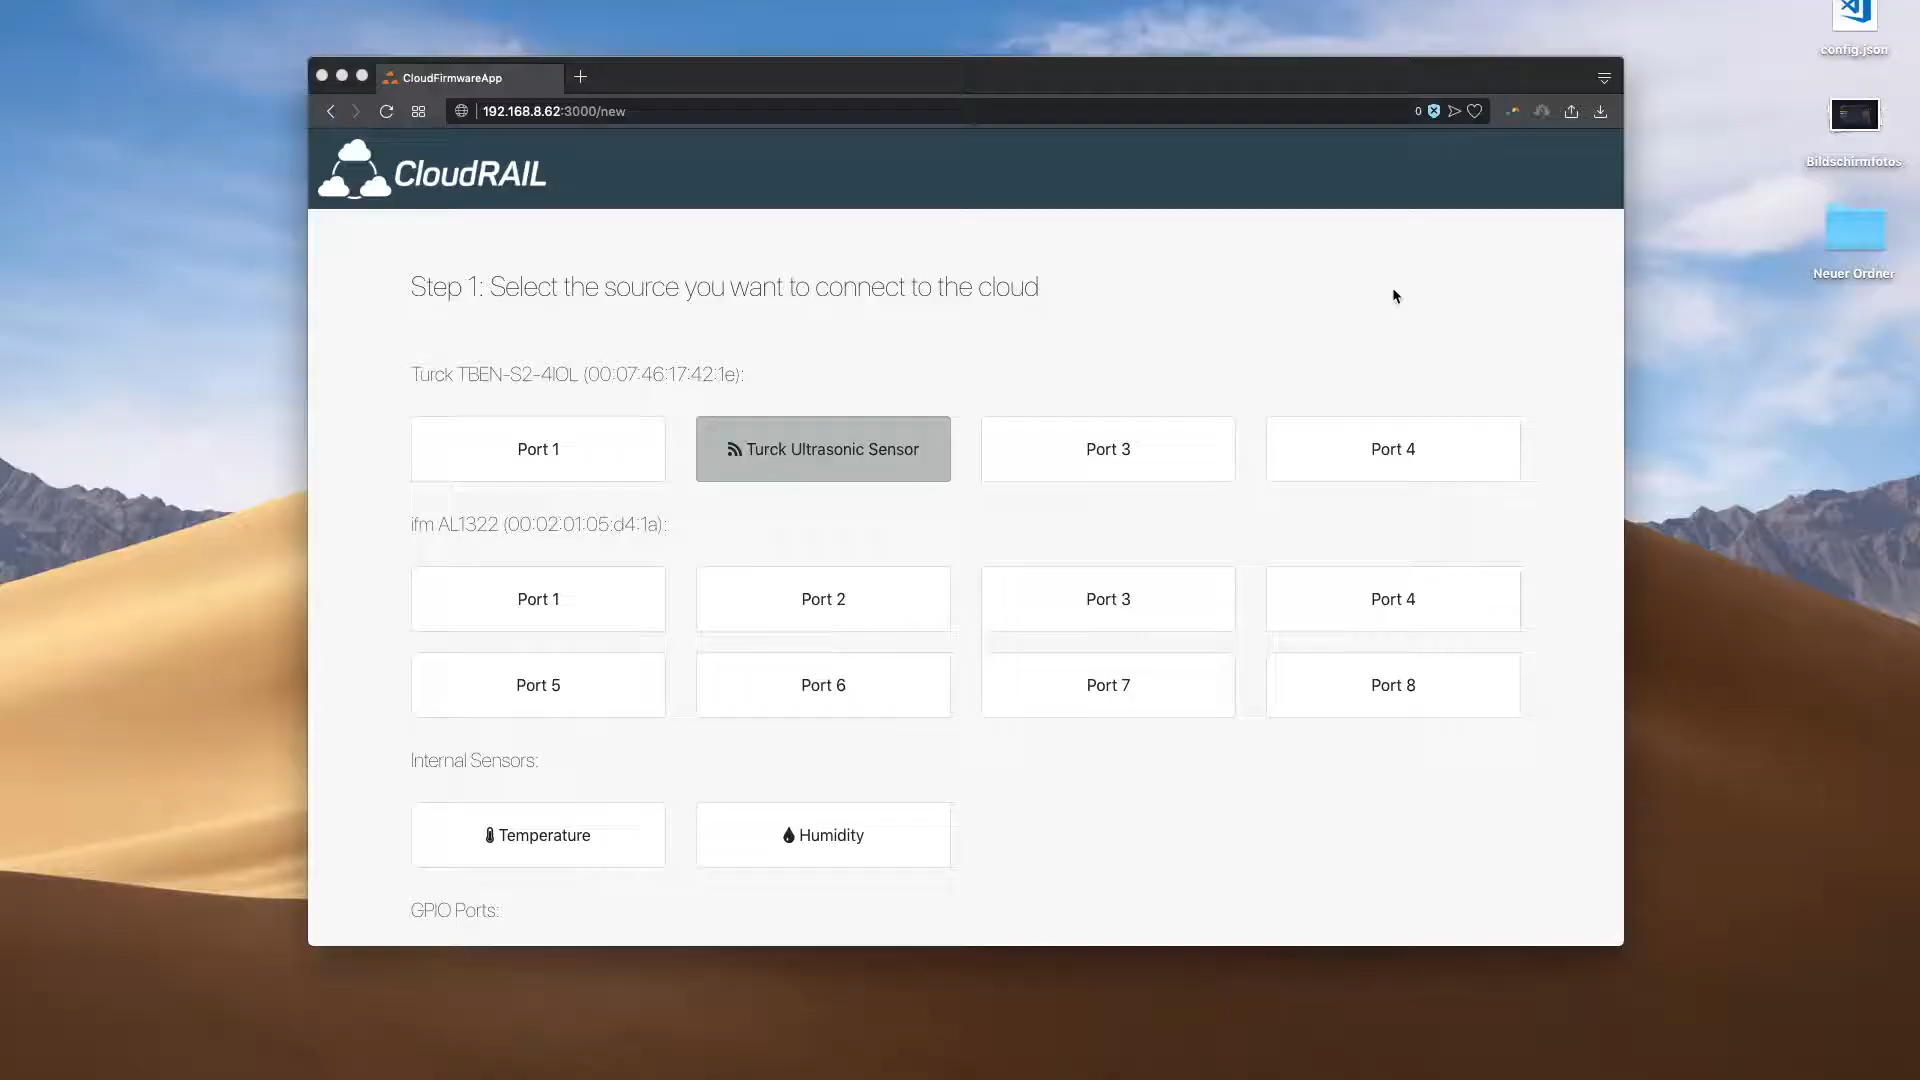 config.json
CloudFirmwareApp
192.168.8.62:3000/new
0
Bildschirmfotos
CloudRAIL
Neuer Ordner
Step 1: Select the source you want to connect to the cloud
Turck TBEN-S2-4IOL (00:07:46:17:42:1e):
Port 1
Turck Ultrasonic Sensor
Port 3
Port 4
ifm AL1322 (00:02:01:05:d4:1a):
Port 1
Port 2
Port 3
Port 4
Port 5
Port 6
Port 7
Port 8
Internal Sensors:
Temperature
Humidity
GPIO Ports: